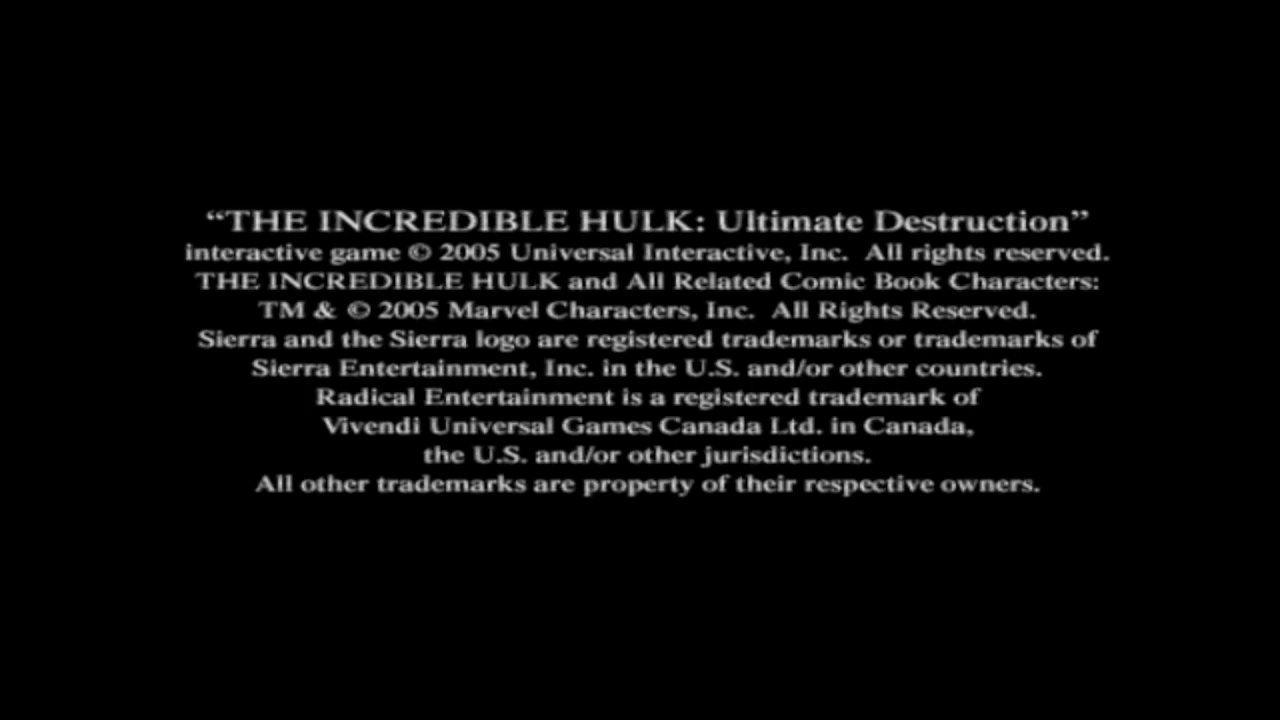 “THE INCREDIBLE HULK: Ultimate Destruction”
interactive game © 2005 Universal Interactive, Inc.  All rights reserved.
THE INCREDIBLE HULK and All Related Comic Book Characters:
TM & © 2005 Marvel Characters, Inc.  All Rights Reserved.
Sierra and the Sierra logo are registered trademarks or trademarks of
Sierra Entertainment, Inc. in the U.S. and/or other countries.
Radical Entertainment is a registered trademark of
Vivendi Universal Games Canada Ltd. in Canada,
the U.S. and/or other jurisdictions.
All other trademarks are property of their respective owners.